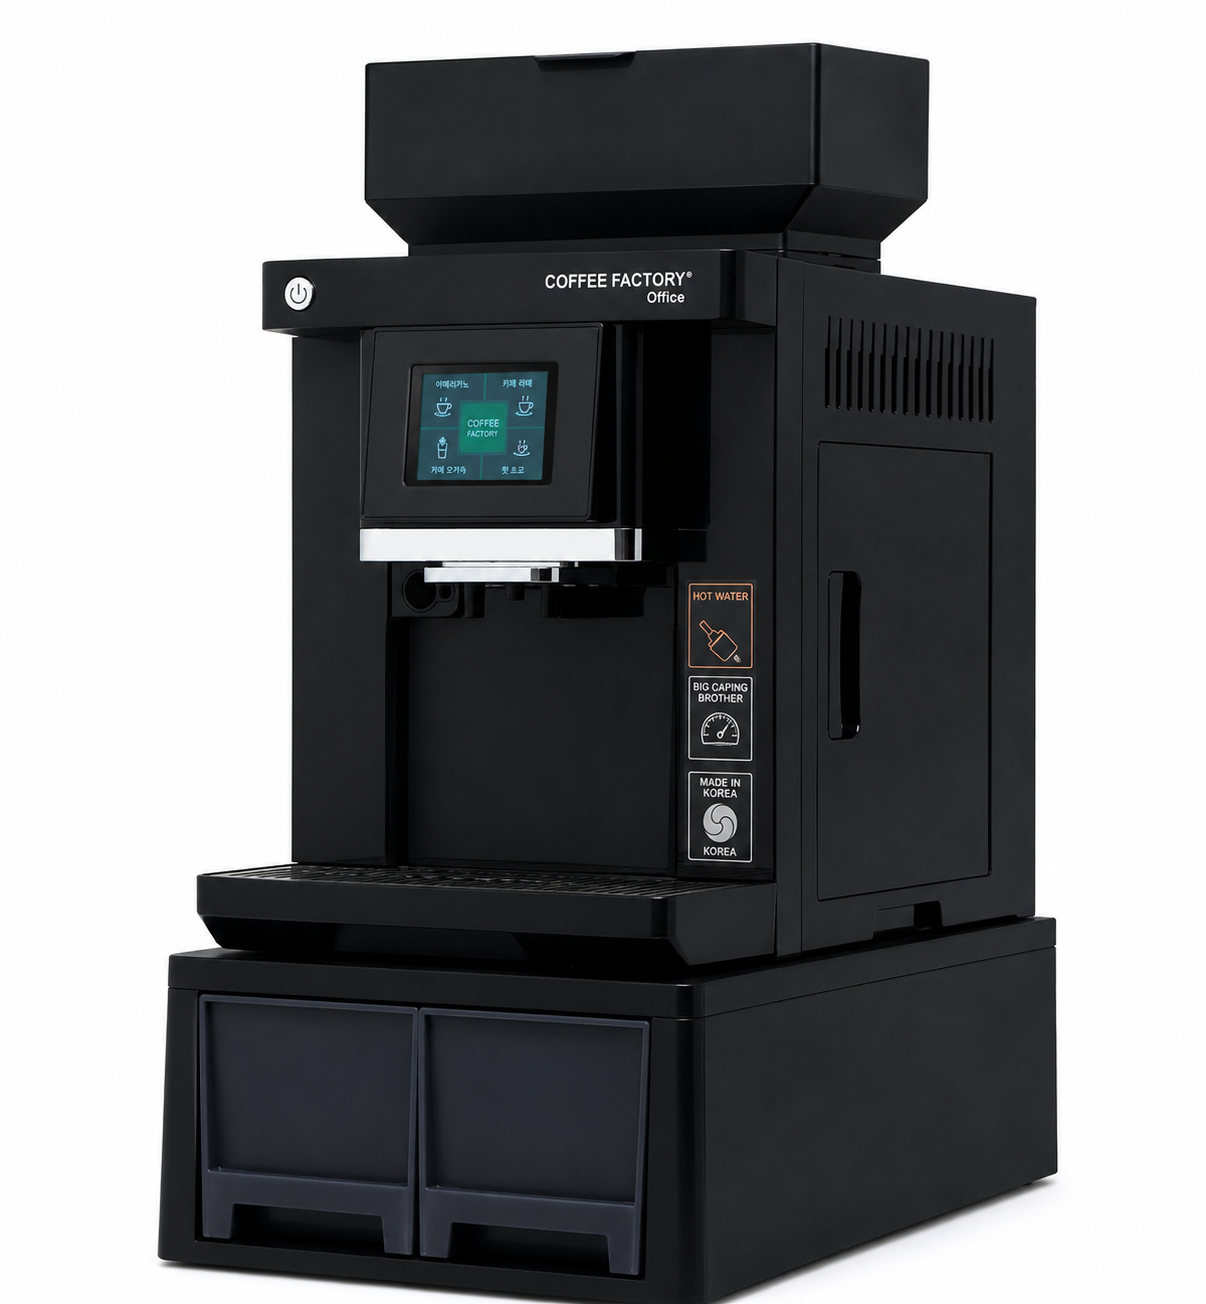 COFFEE FACTORY®
Office
아메리카노
카페 라떼
COFFEE
FACTORY
핫 초코
HOT WATER
BIG CAPING
BROTHER
MADE IN
KOREA
KOREA